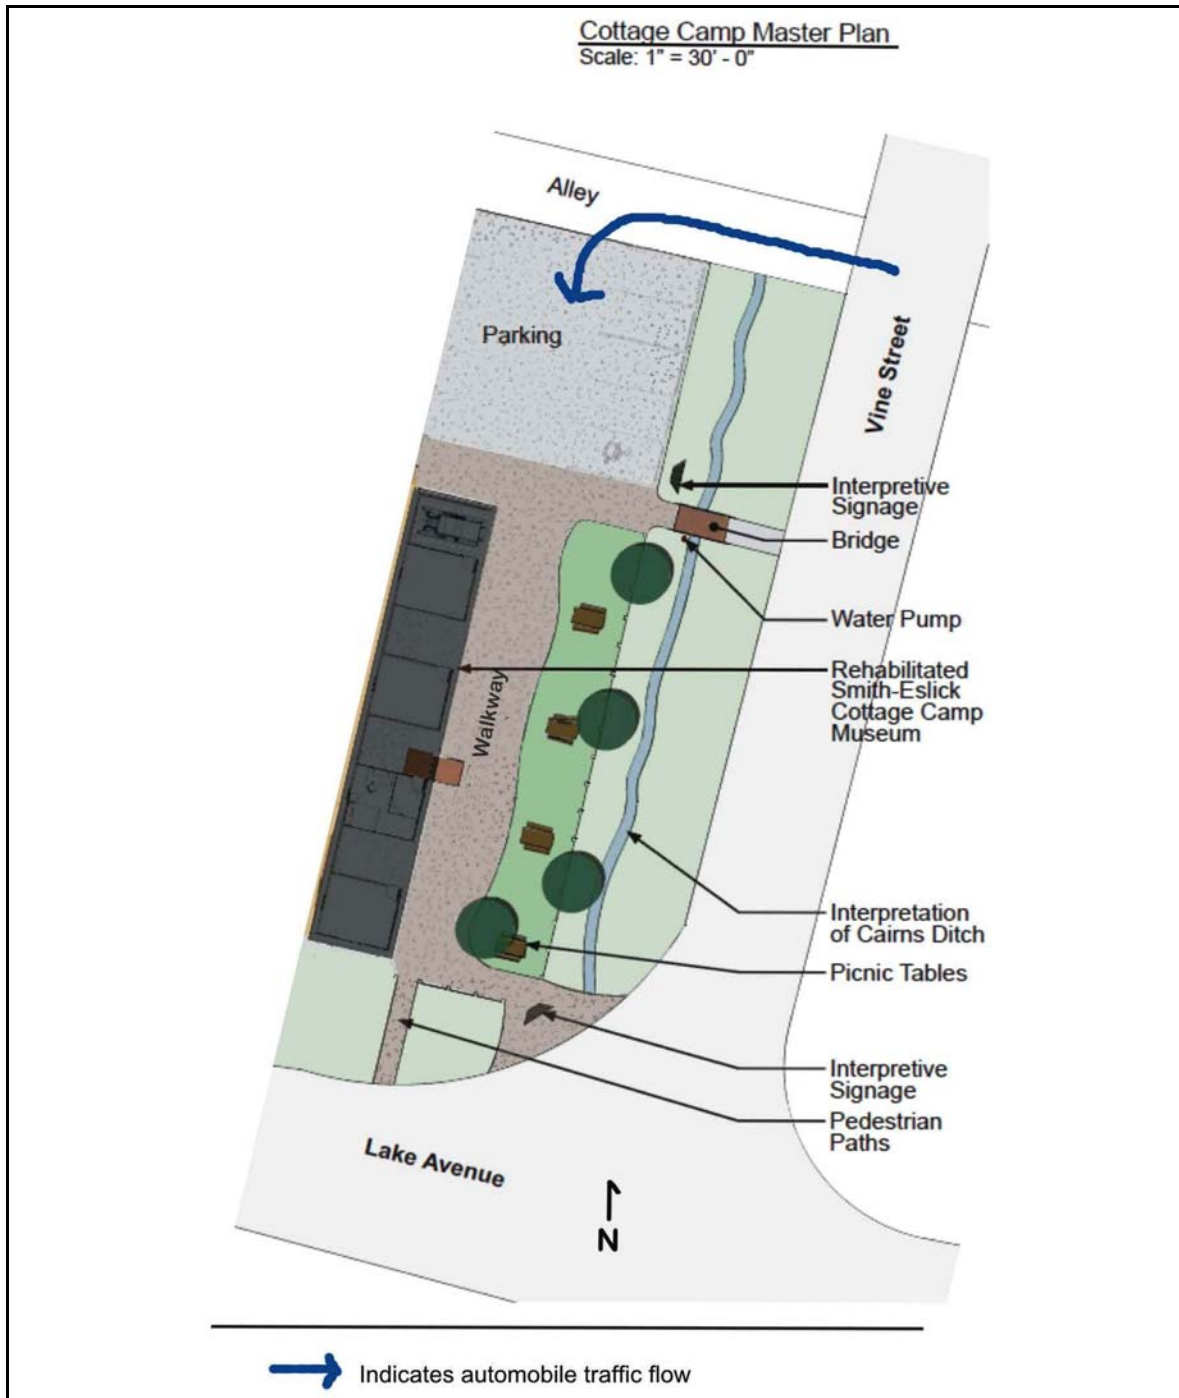 Cottage Camp Master Plan
Scale: 1" = 30' - 0"
Alley
Parking
Vine Street
Interpretive
Signage
Bridge
Water Pump
Rehabilitated
Smith-Eslick
Cottage Camp
Museum
Walkway
Interpretation
of Cairns Ditch
Picnic Tables
Interpretive
Signage
Pedestrian
Paths
Lake Avenue
N
Indicates automobile traffic flow